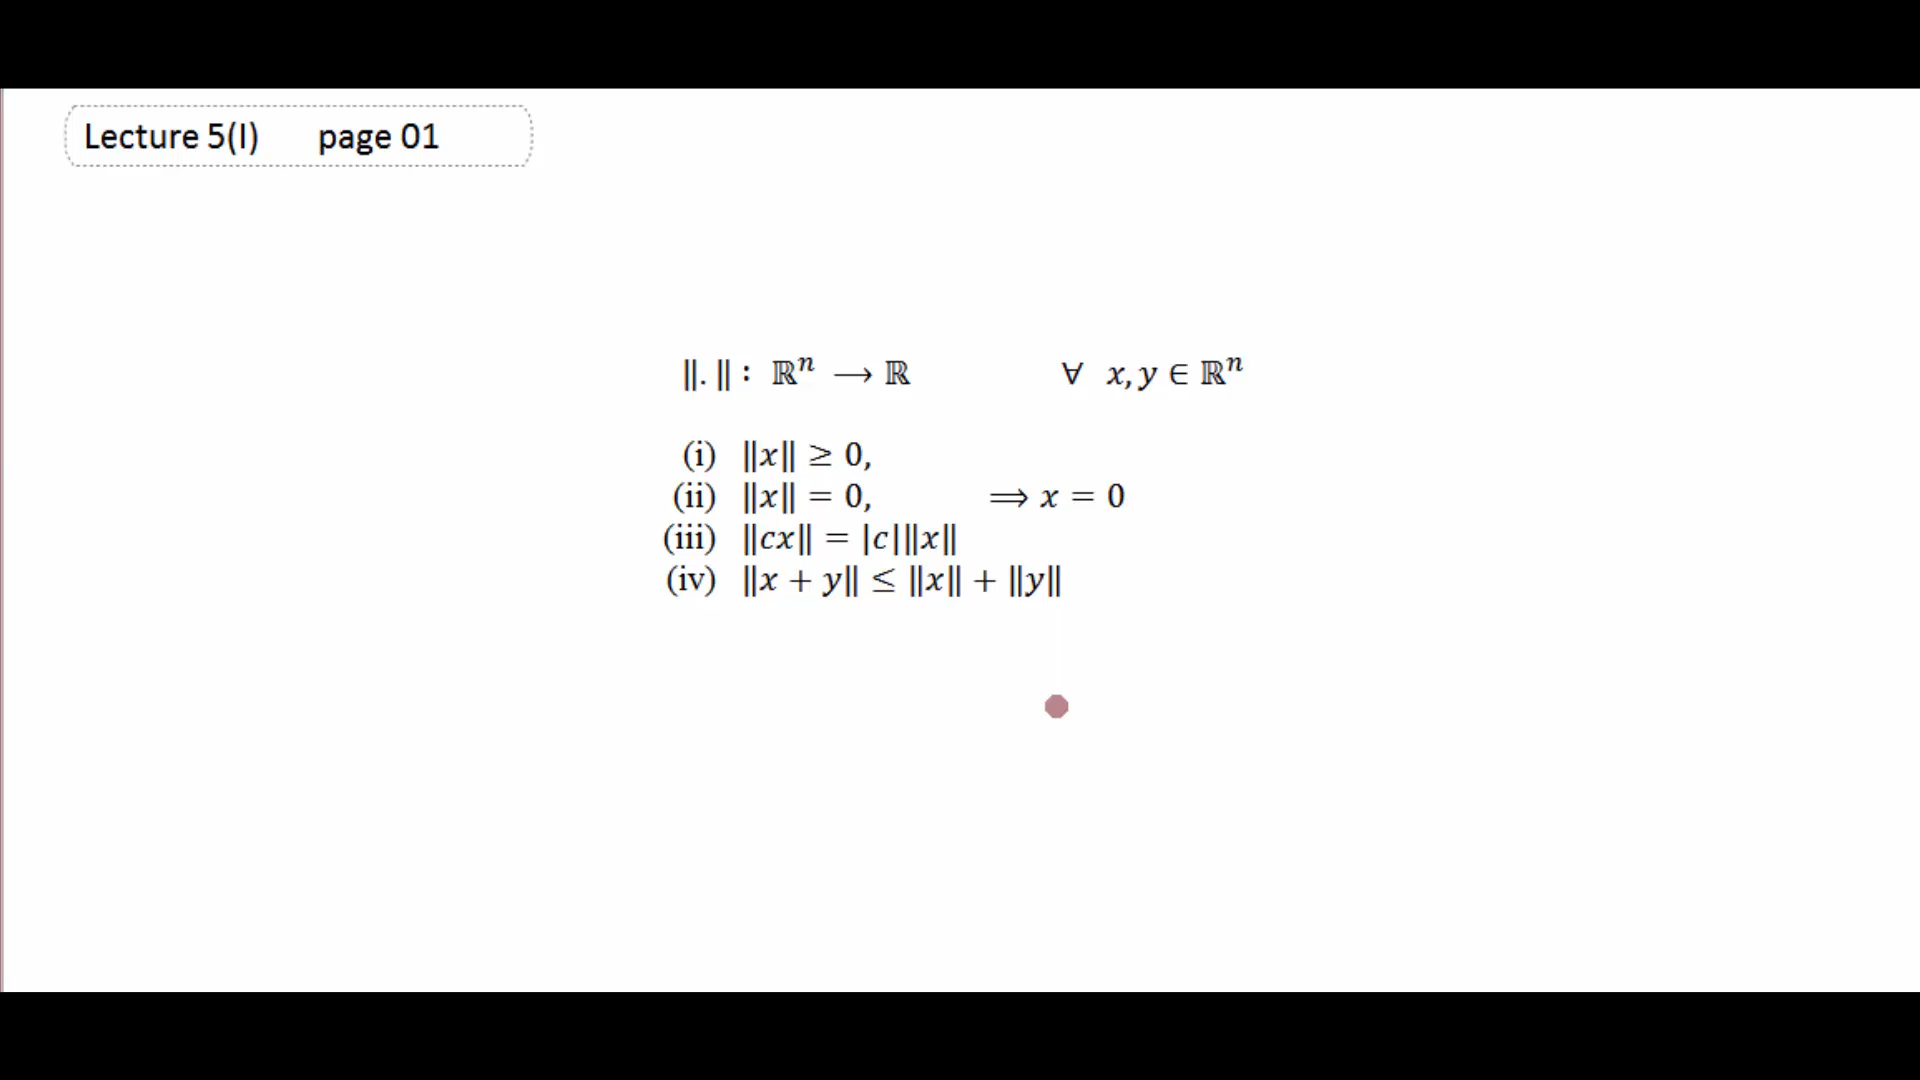 Lecture 5(I) page 01
‖. ‖ : ℝⁿ ⟶ ℝ ∀ x, y ∈ ℝⁿ
(i) ‖x‖ ≥ 0,
(ii) ‖x‖ = 0, ⟹ x = 0
(iii) ‖cx‖ = |c|‖x‖
(iv) ‖x + y‖ ≤ ‖x‖ + ‖y‖